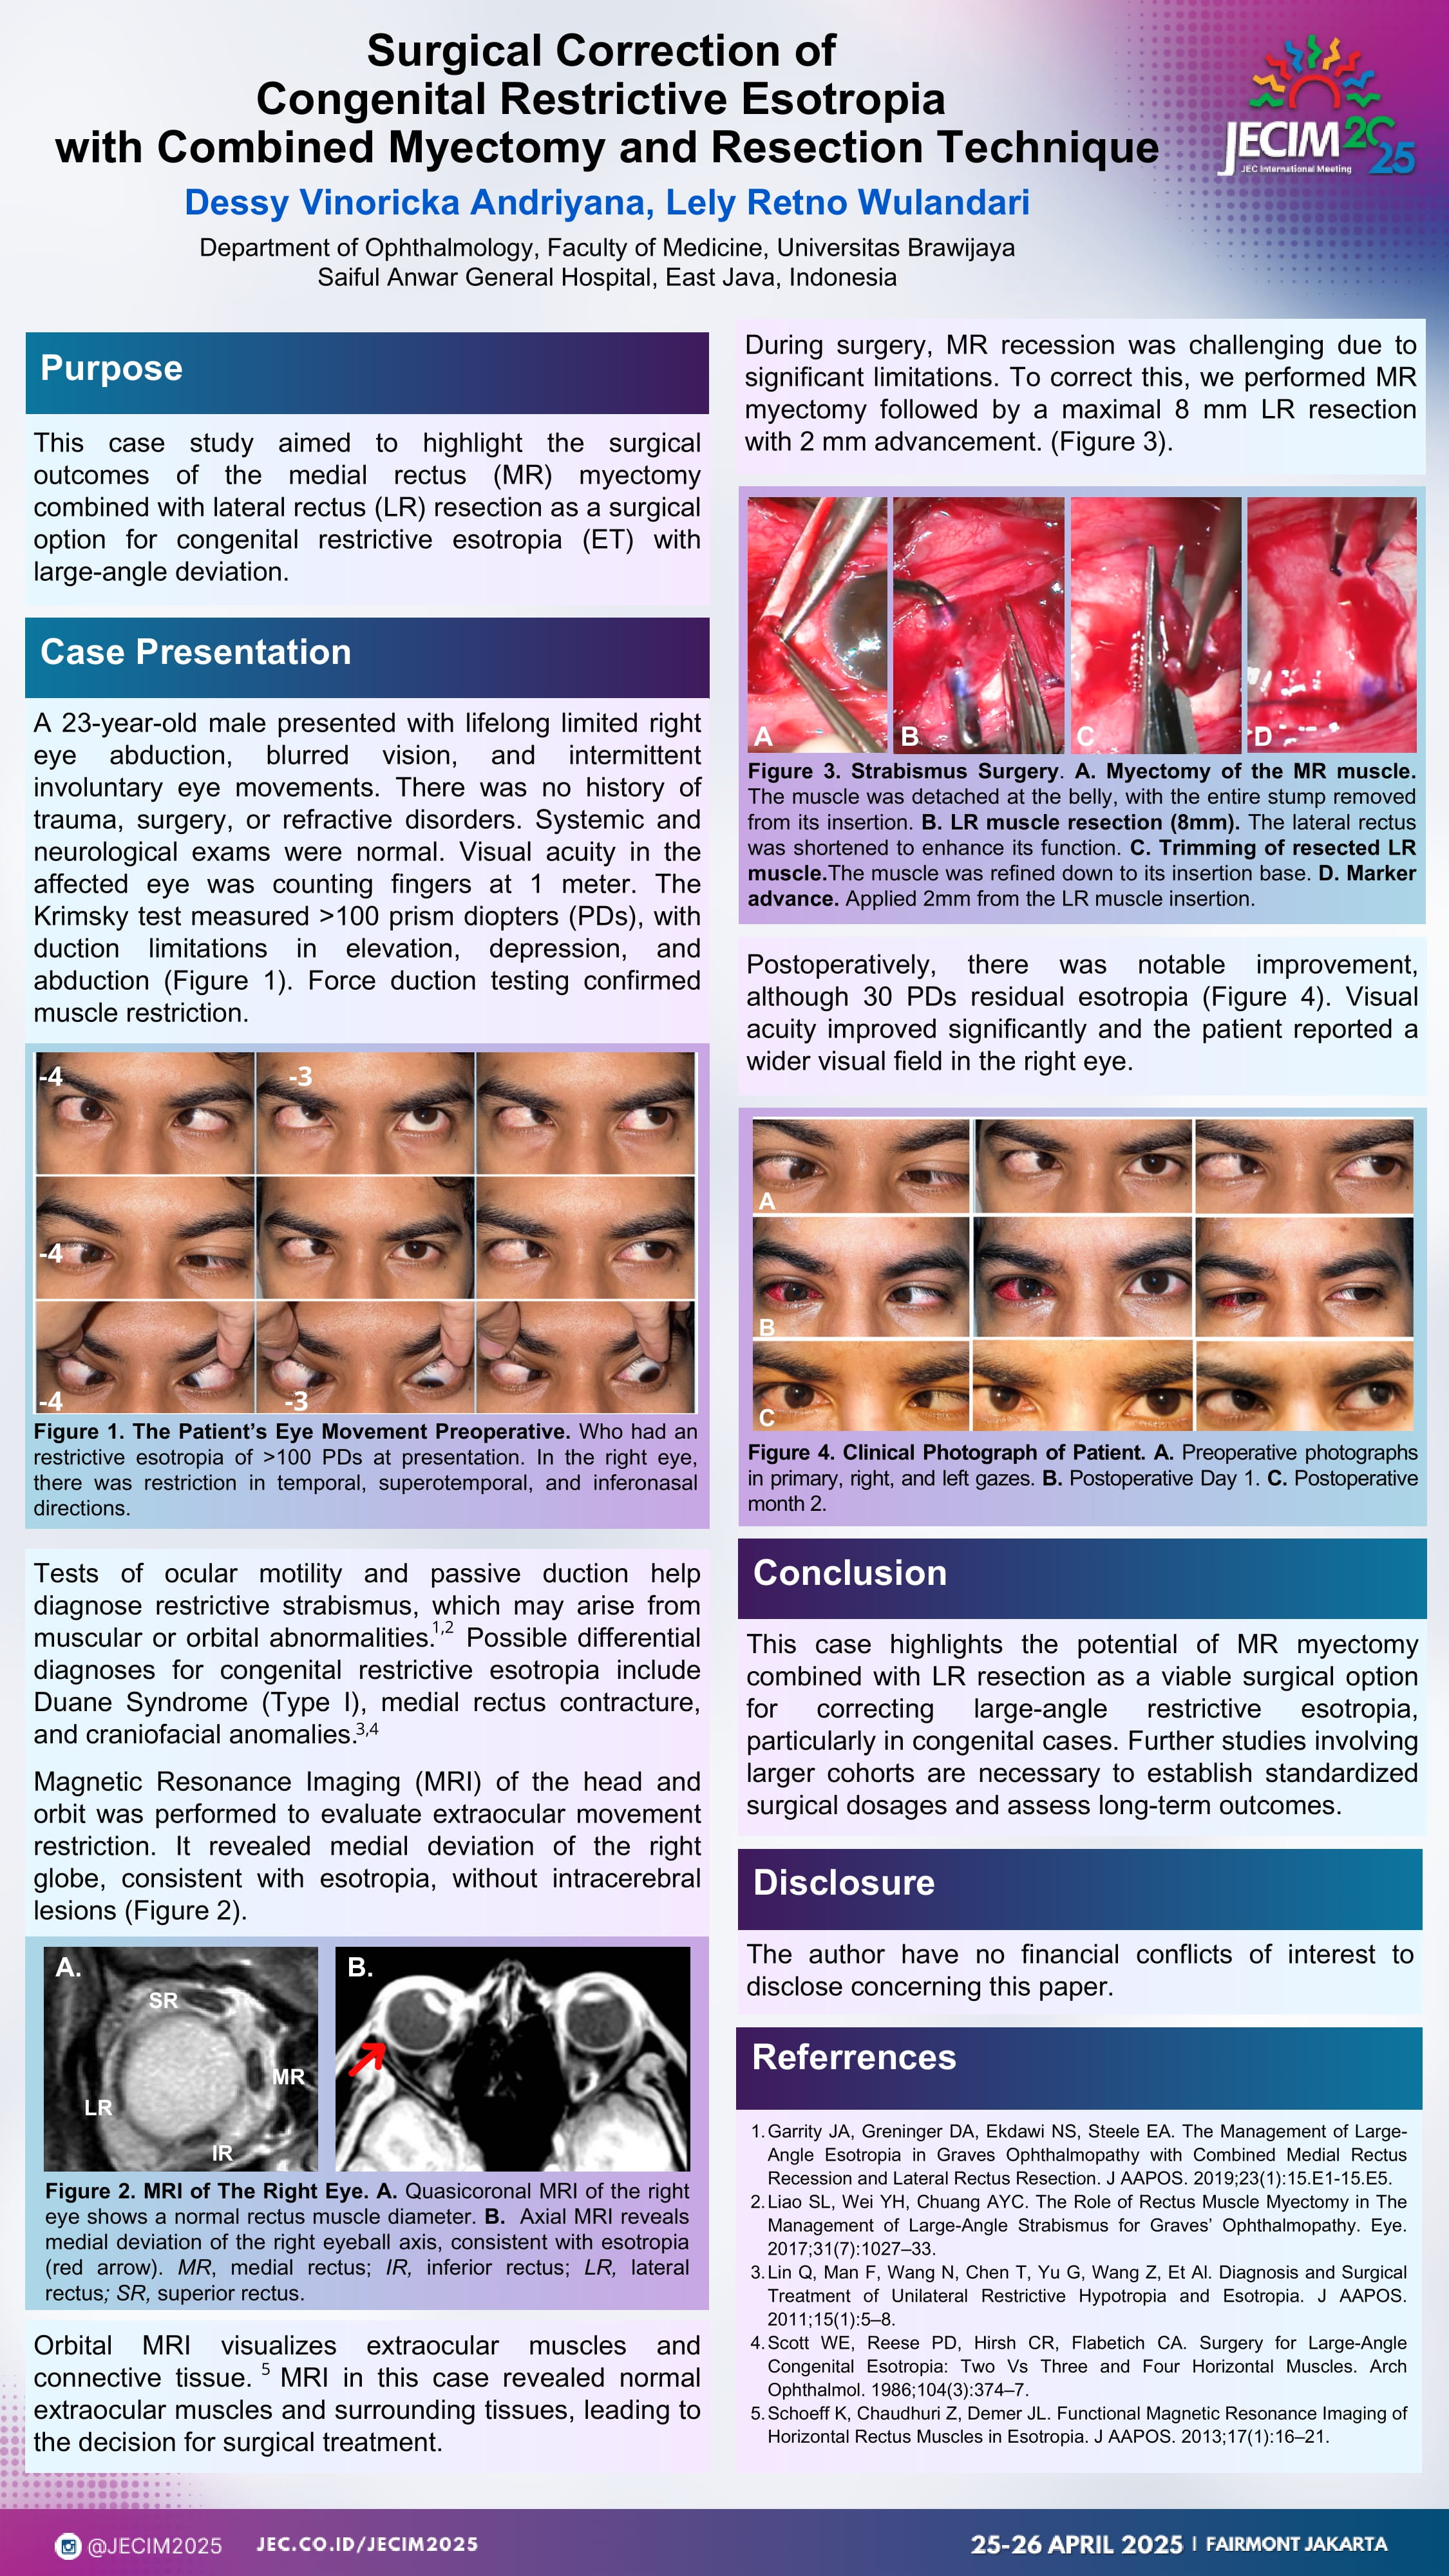 Surgical Correction of
Congenital Restrictive Esotropia
with Combined Myectomy and Resection Technique
Dessy Vinoricka Andriyana, Lely Retno Wulandari
Department of Ophthalmology, Faculty of Medicine, Universitas Brawijaya
Saiful Anwar General Hospital, East Java, Indonesia
JECIM 2025
JEC International Meeting
Purpose
This case study aimed to highlight the surgical
outcomes of the medial rectus (MR) myectomy
combined with lateral rectus (LR) resection as a surgical
option for congenital restrictive esotropia (ET) with
large-angle deviation.
Case Presentation
A 23-year-old male presented with lifelong limited right
eye abduction, blurred vision, and intermittent
involuntary eye movements. There was no history of
trauma, surgery, or refractive disorders. Systemic and
neurological exams were normal. Visual acuity in the
affected eye was counting fingers at 1 meter. The
Krimsky test measured >100 prism diopters (PDs), with
duction limitations in elevation, depression, and
abduction (Figure 1). Force duction testing confirmed
muscle restriction.
-4
-3
-4
-4
-3
Figure 1. The Patient's Eye Movement Preoperative. Who had an
restrictive esotropia of >100 PDs at presentation. In the right eye,
there was restriction in temporal, superotemporal, and inferonasal
directions.
Tests of ocular motility and passive duction help
diagnose restrictive strabismus, which may arise from
muscular or orbital abnormalities.1,2 Possible differential
diagnoses for congenital restrictive esotropia include
Duane Syndrome (Type I), medial rectus contracture,
and craniofacial anomalies.3,4
Magnetic Resonance Imaging (MRI) of the head and
orbit was performed to evaluate extraocular movement
restriction. It revealed medial deviation of the right
globe, consistent with esotropia, without intracerebral
lesions (Figure 2).
A.
SR
MR
LR
IR
B.
Figure 2. MRI of The Right Eye. A. Quasicoronal MRI of the right
eye shows a normal rectus muscle diameter. B. Axial MRI reveals
medial deviation of the right eyeball axis, consistent with esotropia
(red arrow). MR, medial rectus; IR, inferior rectus; LR, lateral
rectus; SR, superior rectus.
Orbital MRI visualizes extraocular muscles and
connective tissue. 5 MRI in this case revealed normal
extraocular muscles and surrounding tissues, leading to
the decision for surgical treatment.
During surgery, MR recession was challenging due to
significant limitations. To correct this, we performed MR
myectomy followed by a maximal 8 mm LR resection
with 2 mm advancement. (Figure 3).
A
B
C
D
Figure 3. Strabismus Surgery. A. Myectomy of the MR muscle.
The muscle was detached at the belly, with the entire stump removed
from its insertion. B. LR muscle resection (8mm). The lateral rectus
was shortened to enhance its function. C. Trimming of resected LR
muscle.The muscle was refined down to its insertion base. D. Marker
advance. Applied 2mm from the LR muscle insertion.
Postoperatively, there was notable improvement,
although 30 PDs residual esotropia (Figure 4). Visual
acuity improved significantly and the patient reported a
wider visual field in the right eye.
A
B
C
Figure 4. Clinical Photograph of Patient. A. Preoperative photographs
in primary, right, and left gazes. B. Postoperative Day 1. C. Postoperative
month 2.
Conclusion
This case highlights the potential of MR myectomy
combined with LR resection as a viable surgical option
for correcting large-angle restrictive esotropia,
particularly in congenital cases. Further studies involving
larger cohorts are necessary to establish standardized
surgical dosages and assess long-term outcomes.
Disclosure
The author have no financial conflicts of interest to
disclose concerning this paper.
Referrences
1. Garrity JA, Greninger DA, Ekdawi NS, Steele EA. The Management of Large-
Angle Esotropia in Graves Ophthalmopathy with Combined Medial Rectus
Recession and Lateral Rectus Resection. J AAPOS. 2019;23(1):15.E1-15.E5.
2. Liao SL, Wei YH, Chuang AYC. The Role of Rectus Muscle Myectomy in The
Management of Large-Angle Strabismus for Graves' Ophthalmopathy. Eye.
2017;31(7):1027–33.
3. Lin Q, Man F, Wang N, Chen T, Yu G, Wang Z, Et Al. Diagnosis and Surgical
Treatment of Unilateral Restrictive Hypotropia and Esotropia. J AAPOS.
2011;15(1):5–8.
4. Scott WE, Reese PD, Hirsh CR, Flabetich CA. Surgery for Large-Angle
Congenital Esotropia: Two Vs Three and Four Horizontal Muscles. Arch
Ophthalmol. 1986;104(3):374–7.
5. Schoeff K, Chaudhuri Z, Demer JL. Functional Magnetic Resonance Imaging of
Horizontal Rectus Muscles in Esotropia. J AAPOS. 2013;17(1):16–21.
@JECIM2025
JEC.CO.ID/JECIM2025
25-26 APRIL 2025 | FAIRMONT JAKARTA